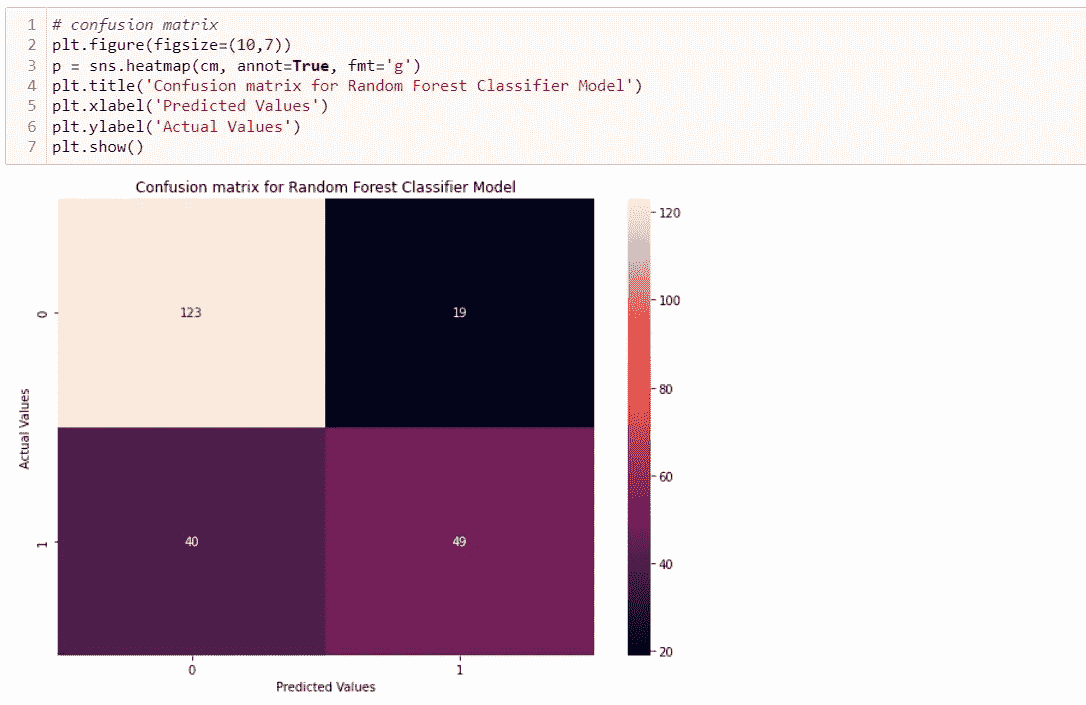 1 # confusion matrix
2 plt.figure(figsize=(10,7))
3 p = sns.heatmap(cm, annot=True, fmt='g')
4 plt.title('Confusion matrix for Random Forest Classifier Model')
5 plt.xlabel('Predicted Values')
6 plt.ylabel('Actual Values')
7 plt.show()
Confusion matrix for Random Forest Classifier Model
120
100
80
60
40
20
Actual Values
0
123
19
1
40
49
0
1
Predicted Values